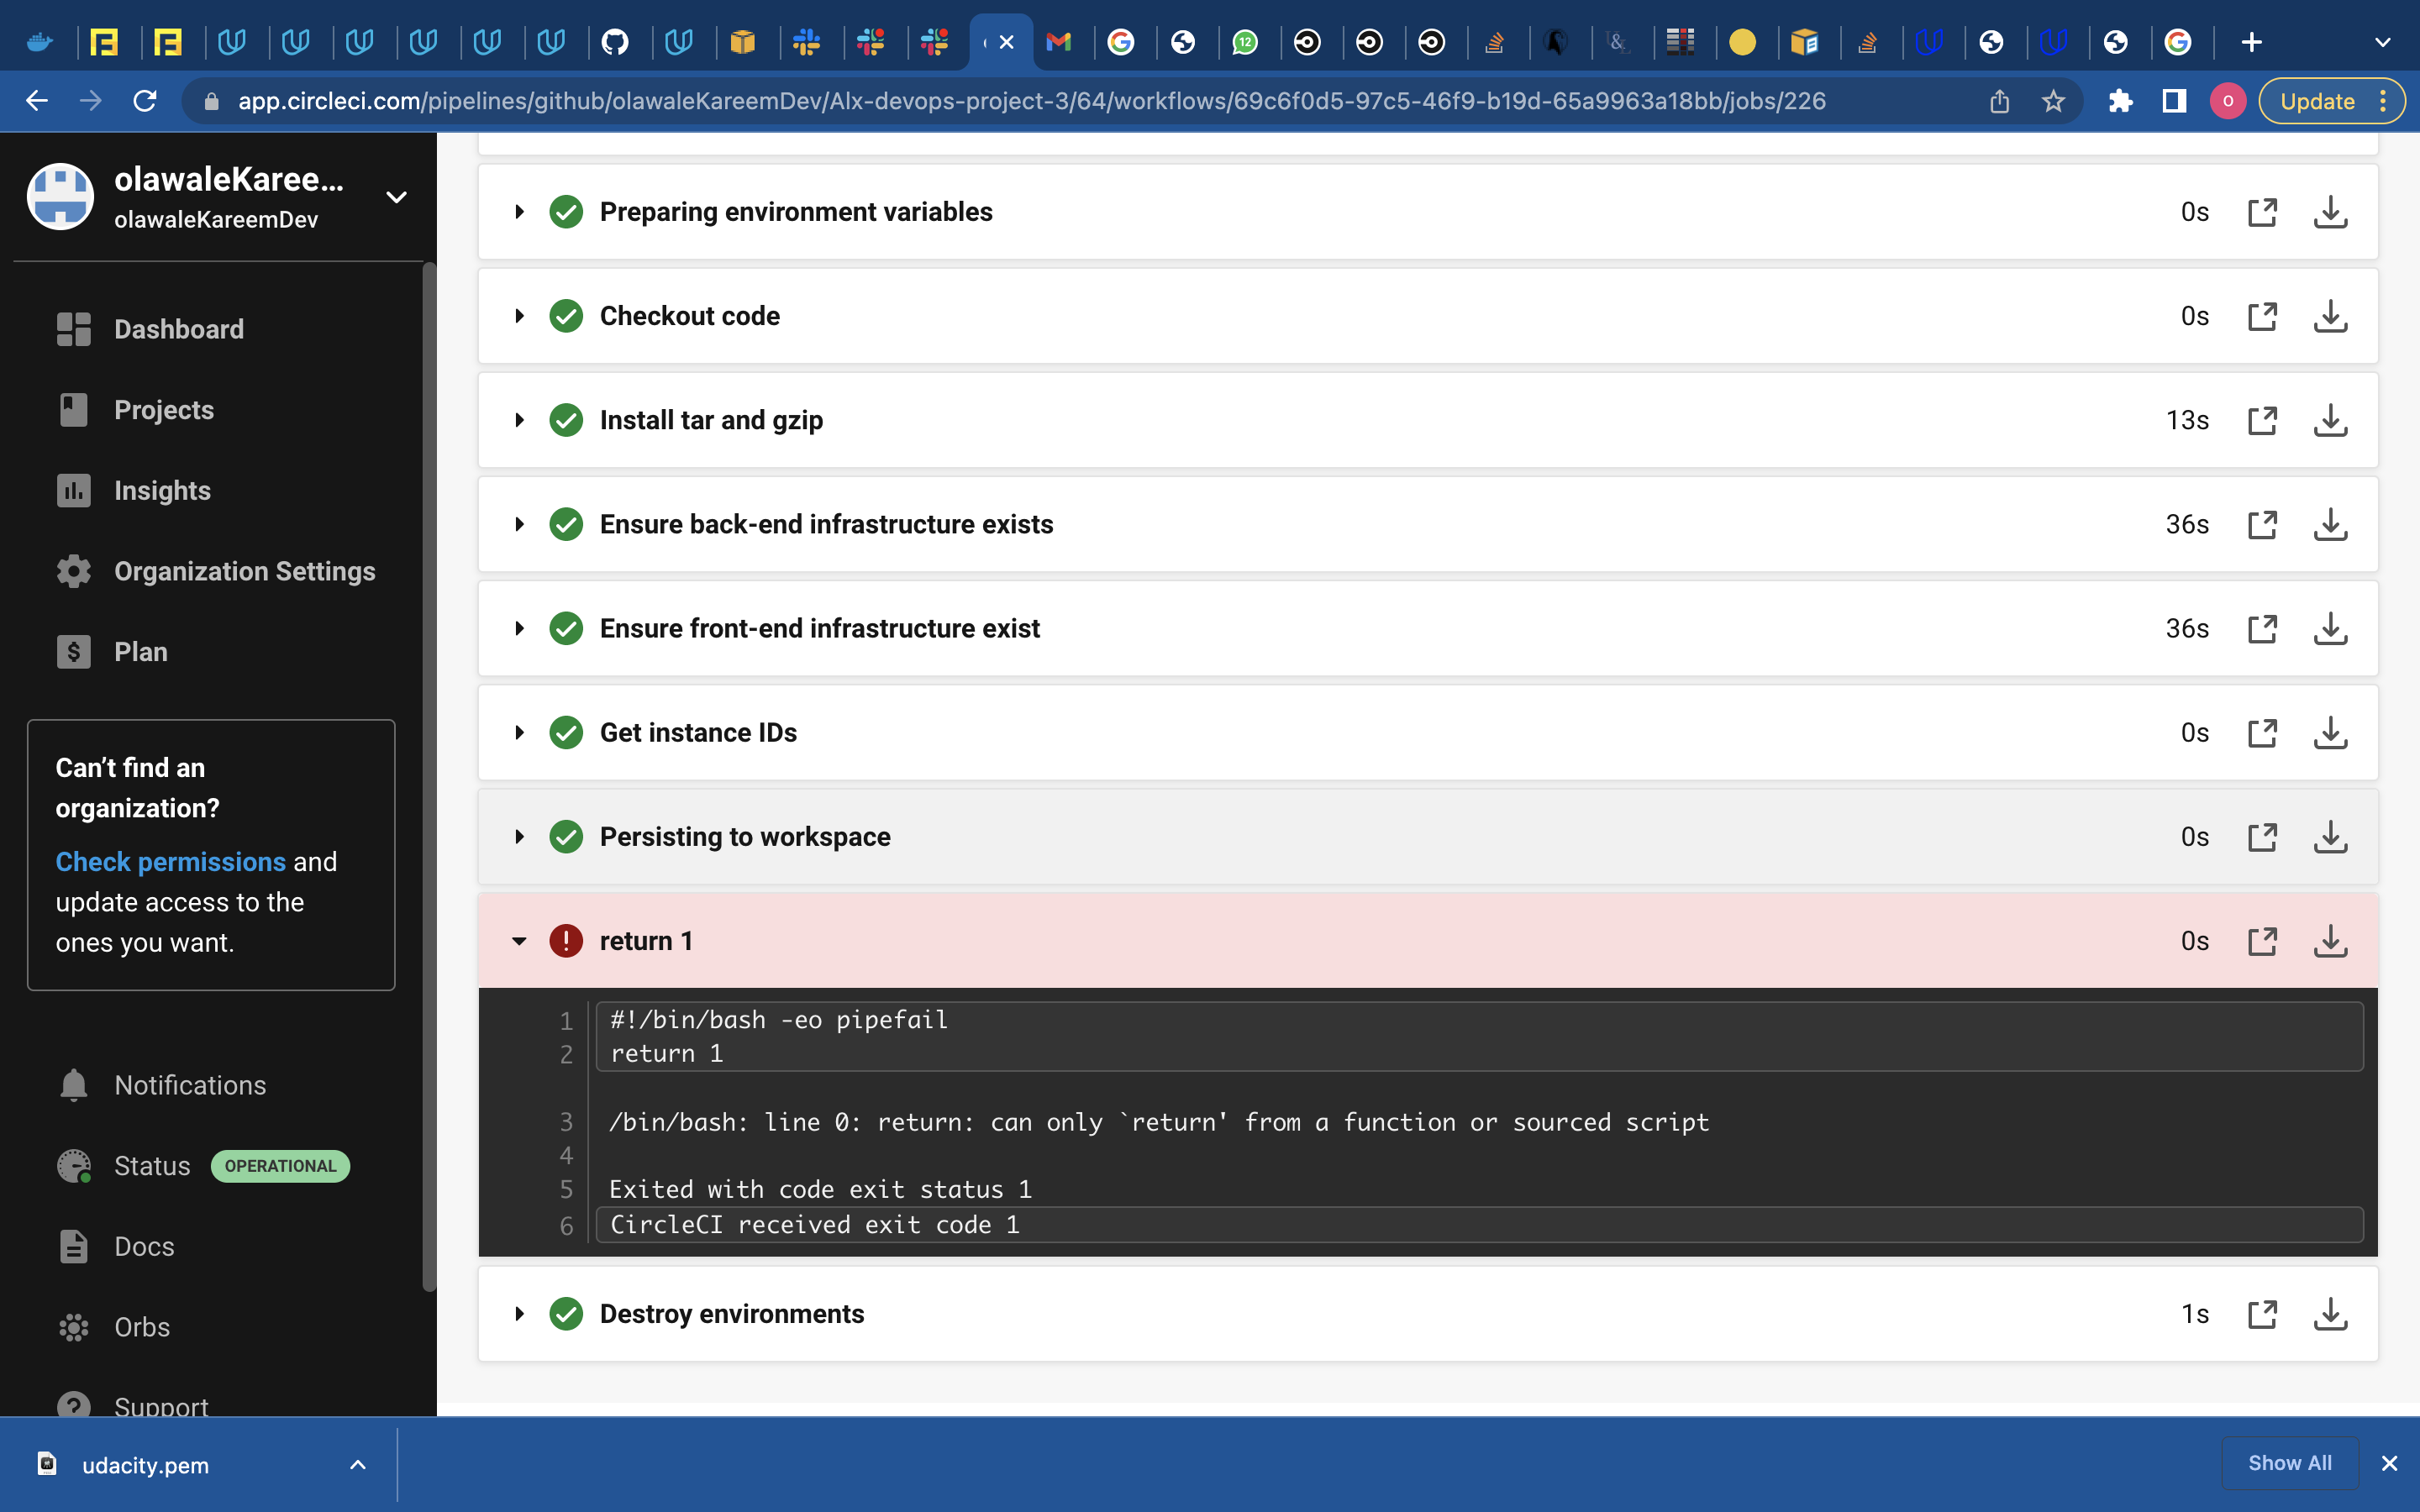 12
app.circleci.com/pipelines/github/olawaleKareemDev/Alx-devops-project-3/64/workflows/69c6f0d5-97c5-46f9-b19d-65a9963a18bb/jobs/226
O
Update
olawaleKaree...
olawaleKareemDev
Dashboard
Projects
Insights
Organization Settings
Plan
Can’t find an
organization?
Check permissions and
update access to the
ones you want.
Notifications
Status OPERATIONAL
Docs
Orbs
Support
Preparing environment variables 0s
Checkout code 0s
Install tar and gzip 13s
Ensure back-end infrastructure exists 36s
Ensure front-end infrastructure exist 36s
Get instance IDs 0s
Persisting to workspace 0s
return 1 0s
1 #!/bin/bash -eo pipefail
2 return 1
3 /bin/bash: line 0: return: can only `return' from a function or sourced script
4
5 Exited with code exit status 1
6 CircleCI received exit code 1
Destroy environments 1s
udacity.pem
Show All